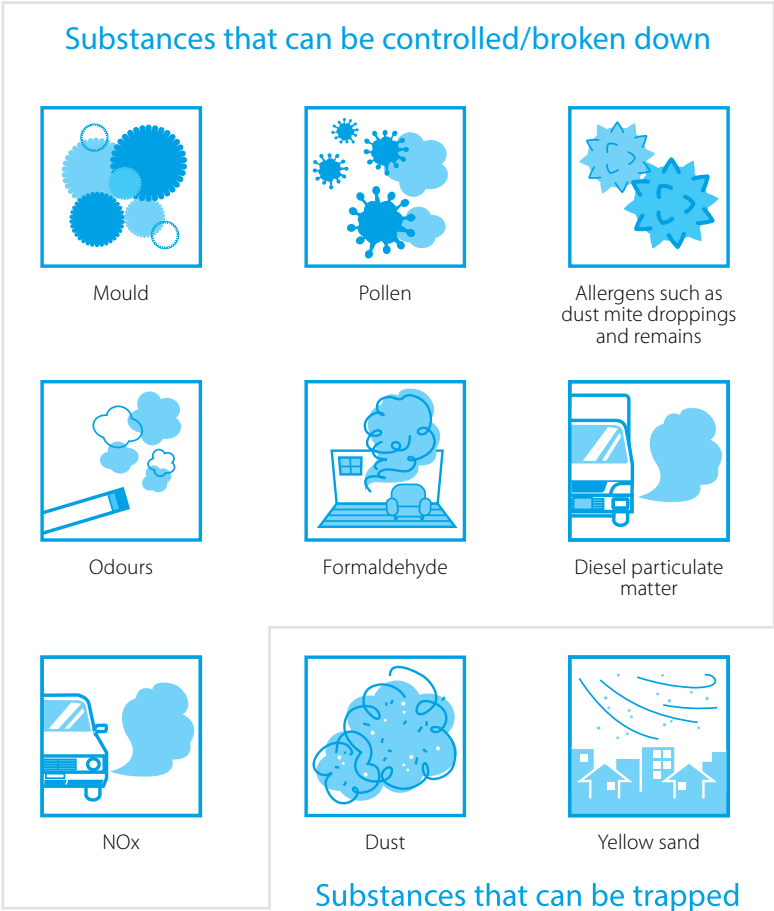 Substances that can be controlled/broken down
Mould
Pollen
Allergens such as
dust mite droppings
and remains
Odours
Formaldehyde
Diesel particulate
matter
NOx
Dust
Yellow sand
Substances that can be trapped